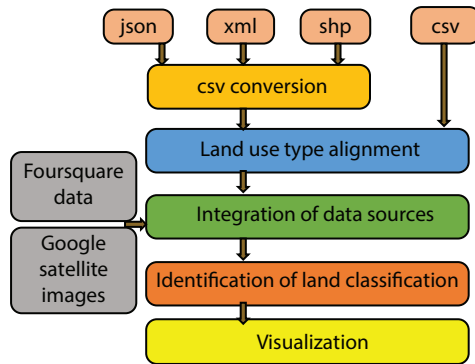 json
xml
shp
csv
csv conversion
Land use type alignment
Foursquare
data
Integration of data sources
Google
satellite
images
Identification of land classification
Visualization